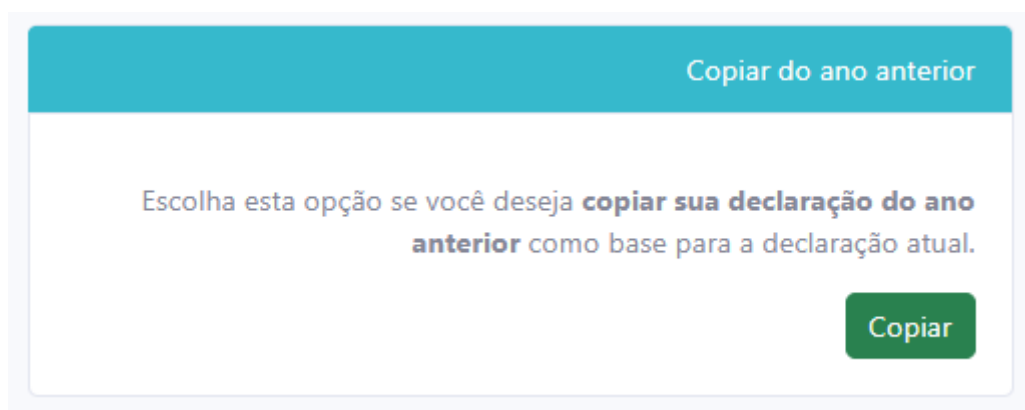 Copiar do ano anterior
Escolha esta opção se você deseja copiar sua declaração do ano
anterior como base para a declaração atual.
Copiar